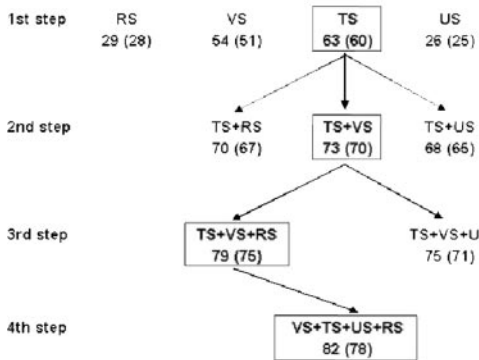 1st step RS VS TS US
29 (28) 54 (51) 63 (60) 26 (25)
2nd step TS+RS TS+VS TS+US
70 (67) 73 (70) 68 (65)
3rd step TS+VS+RS TS+VS+U
79 (75) 75 (71)
4th step VS+TS+US+RS
82 (78)